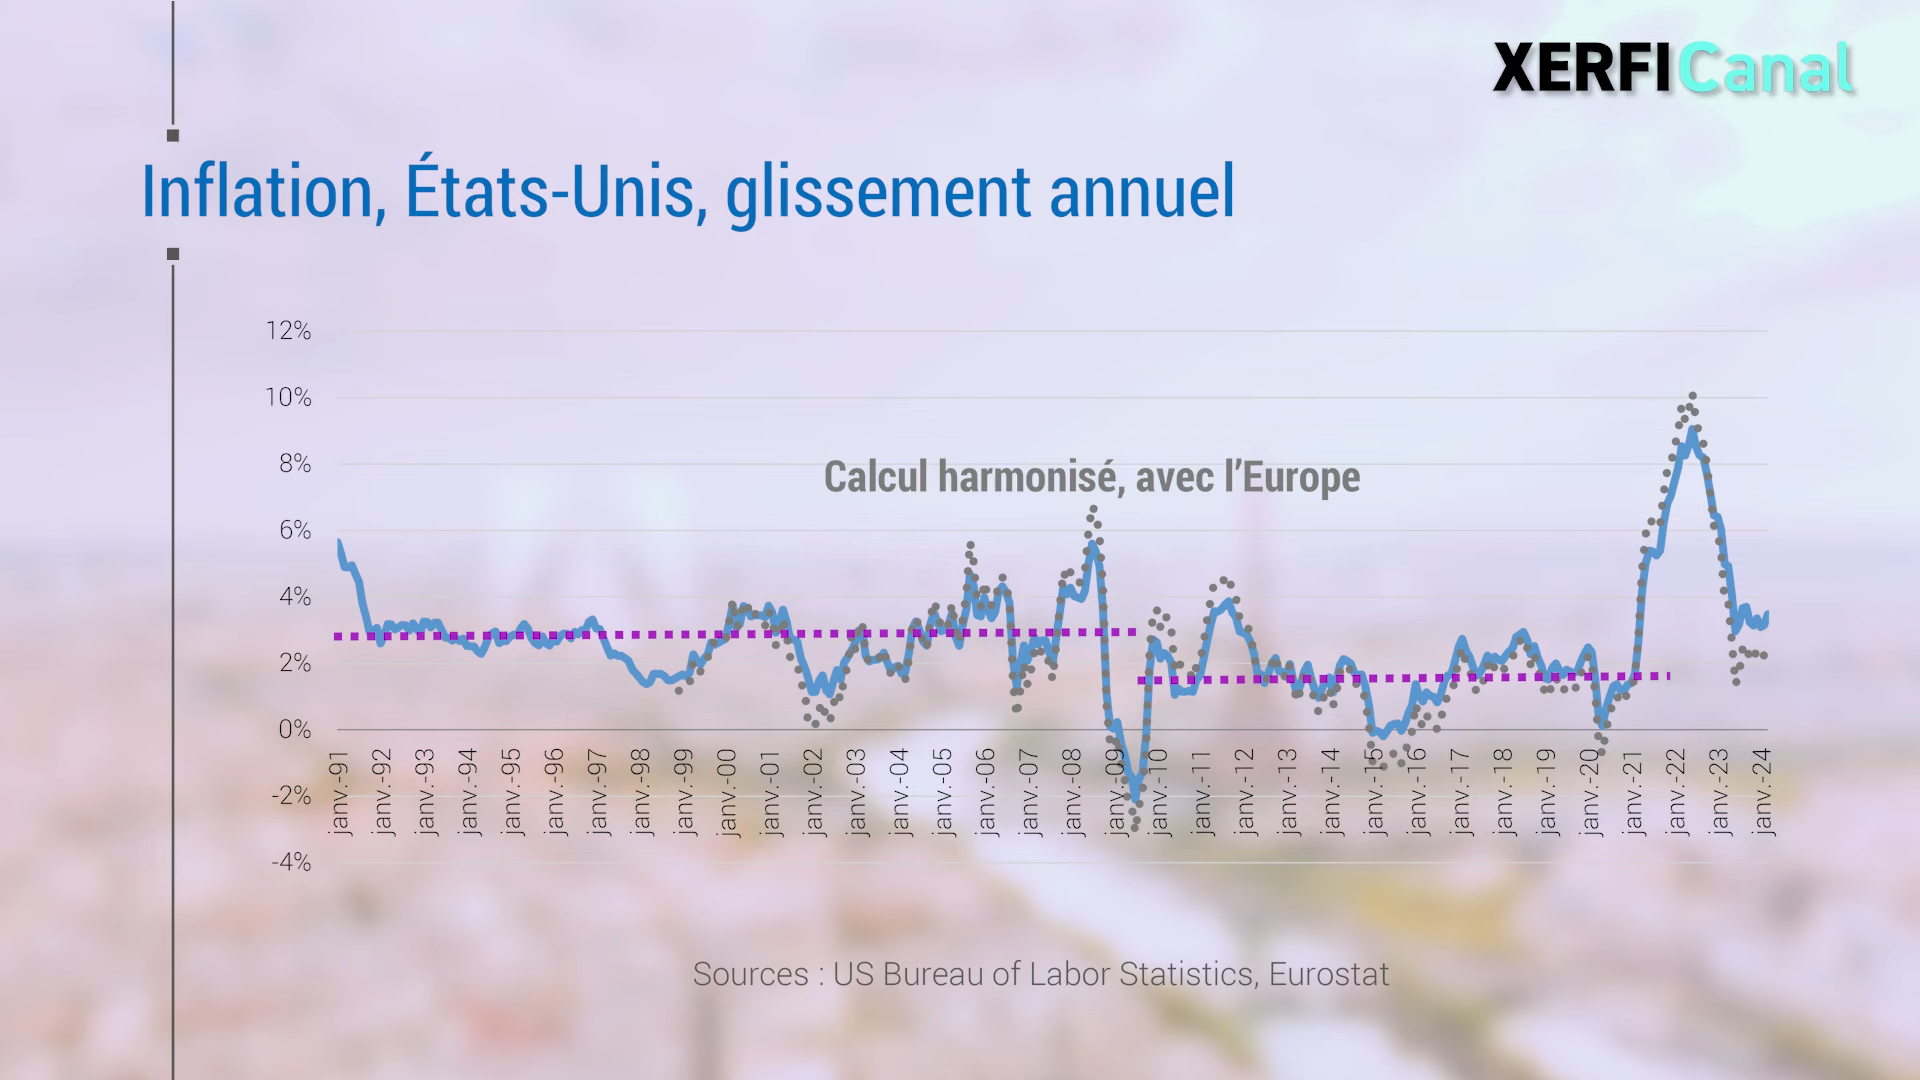 XERFI Canal
Inflation, États-Unis, glissement annuel
12%
10%
8%
6%
4%
2%
0%
-2%
-4%
Calcul harmonisé, avec l’Europe
janv.-91
janv.-92
janv.-93
janv.-94
janv.-95
janv.-96
janv.-97
janv.-98
janv.-99
janv.-00
janv.-01
janv.-02
janv.-03
janv.-04
janv.-05
janv.-06
janv.-07
janv.-08
janv.-09
janv.-10
janv.-11
janv.-12
janv.-13
janv.-14
janv.-15
janv.-16
janv.-17
janv.-18
janv.-19
janv.-20
janv.-21
janv.-22
janv.-23
janv.-24
Sources : US Bureau of Labor Statistics, Eurostat